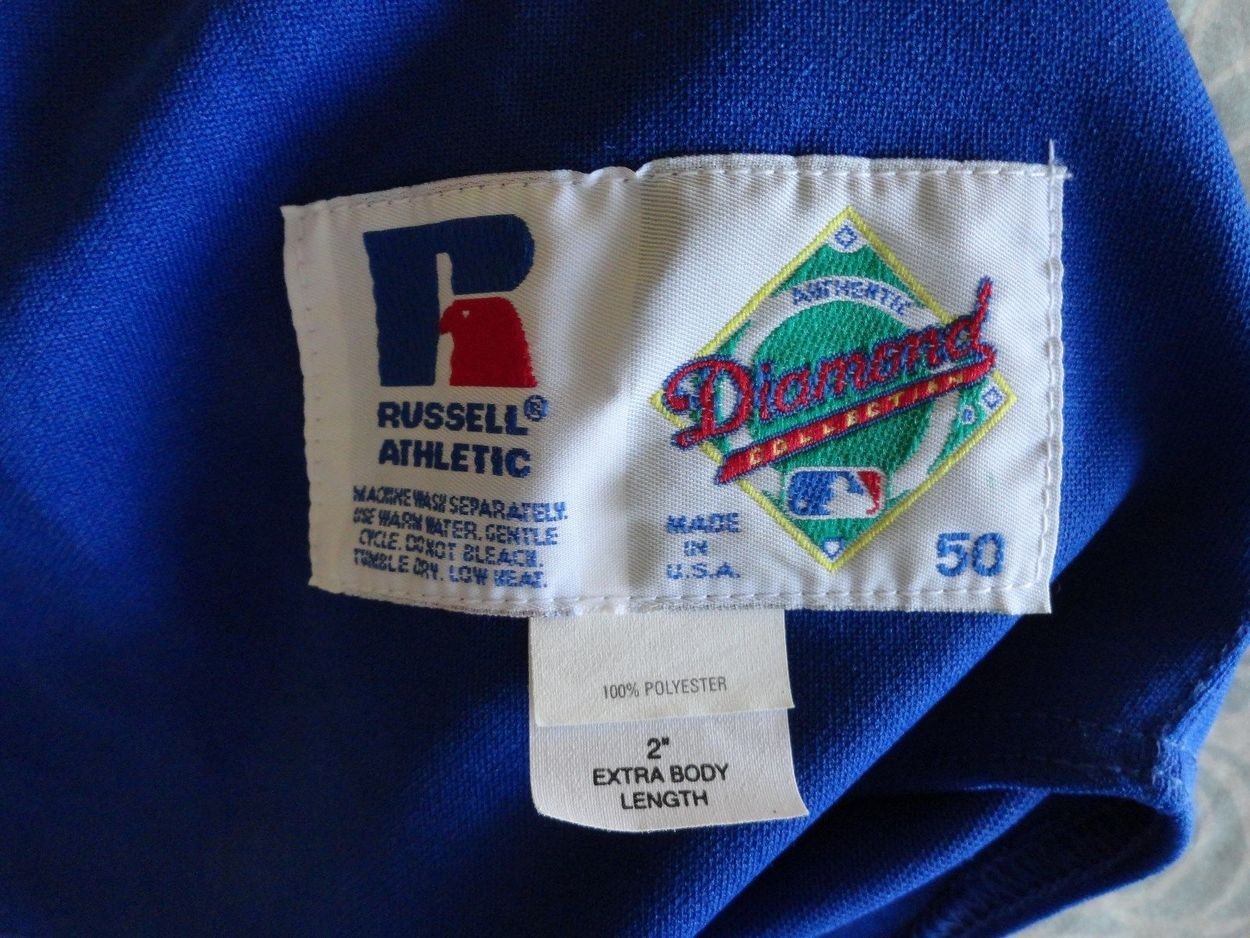 RUSSELL®
ATHLETIC
MACHINE WASH SEPARATELY.
USE WARM WATER. GENTLE
CYCLE. DO NOT BLEACH.
TUMBLE DRY. LOW HEAT.
AUTHENTIC
Diamond
COLLECTION
MADE
IN
U.S.A.
50
100% POLYESTER
2"
EXTRA BODY
LENGTH